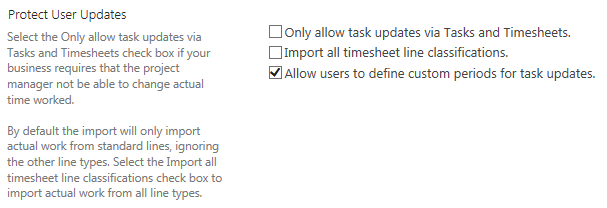 Protect User Updates
Select the Only allow task updates via
Tasks and Timesheets check box if your
business requires that the project
manager not be able to change actual
time worked.
By default the import will only import
actual work from standard lines, ignoring
the other line types. Select the Import all
timesheet line classifications check box to
import actual work from all line types.
Only allow task updates via Tasks and Timesheets.
Import all timesheet line classifications.
Allow users to define custom periods for task updates.